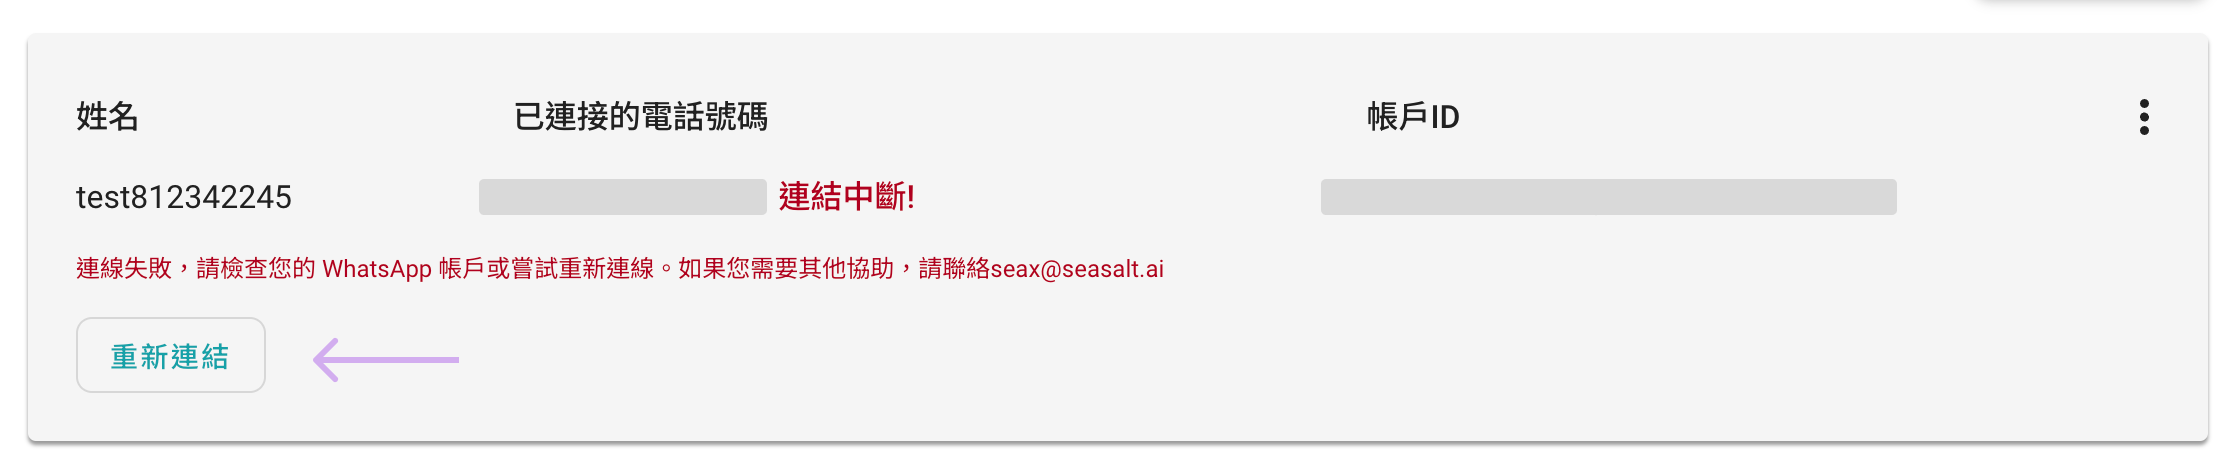 姓名 已連接的電話號碼 帳戶ID
test812342245 連結中斷!
連線失敗，請檢查您的 WhatsApp 帳戶或嘗試重新連線。如果您需要其他協助，請聯絡seax@seasalt.ai
重新連結